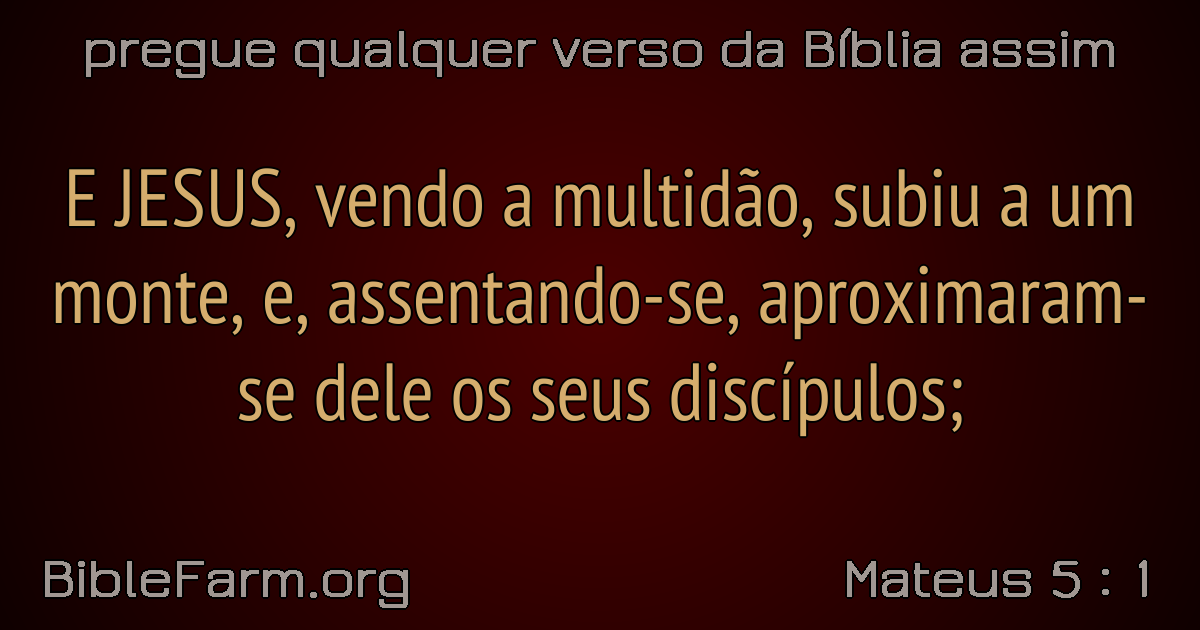 pregue qualquer verso da Bíblia assim
E JESUS, vendo a multidão, subiu a um
monte, e, assentando-se, aproximaram-
se dele os seus discípulos;
BibleFarm.org
Mateus 5 : 1